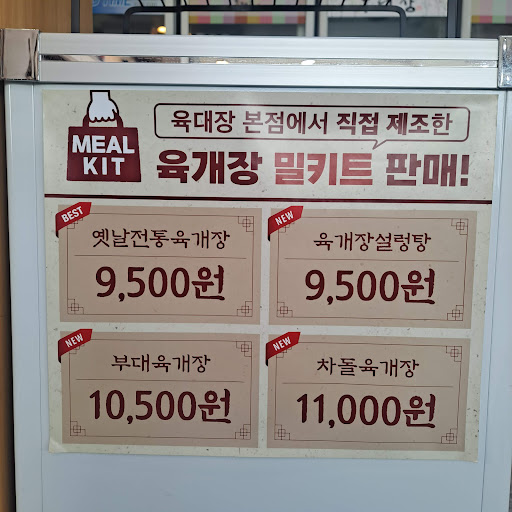 MEAL
KIT
육대장 본점에서 직접 제조한
육개장 밀키트 판매!
BEST
옛날전통육개장
9,500원
NEW
육개장설렁탕
9,500원
NEW
부대육개장
10,500원
NEW
차돌육개장
11,000원